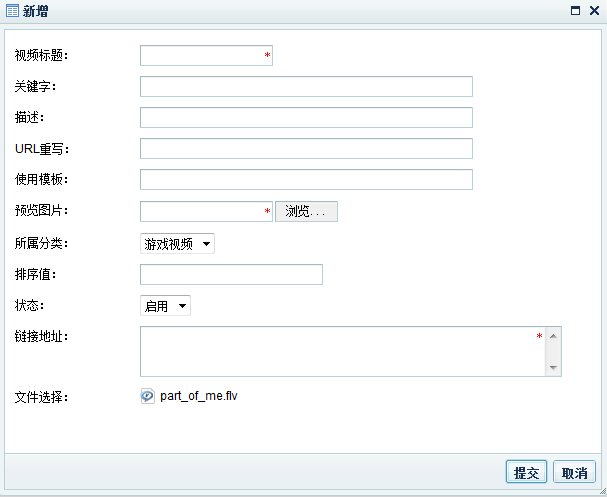 新增
视频标题： *
关键字：
描述：
URL重写：
使用模板：
预览图片： * 浏览...
所属分类： 游戏视频
排序值：
状态： 启用
链接地址： *
文件选择： part_of_me.flv
提交 取消